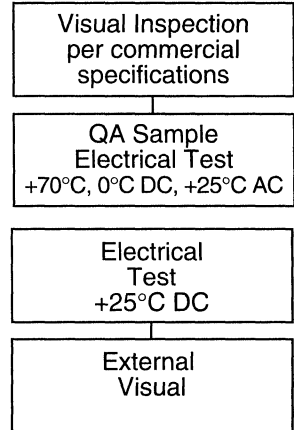 Visual Inspection
per commercial
specifications
QA Sample
Electrical Test
+70°C, 0°C DC, +25°C AC
Electrical
Test
+25°C DC
External
Visual